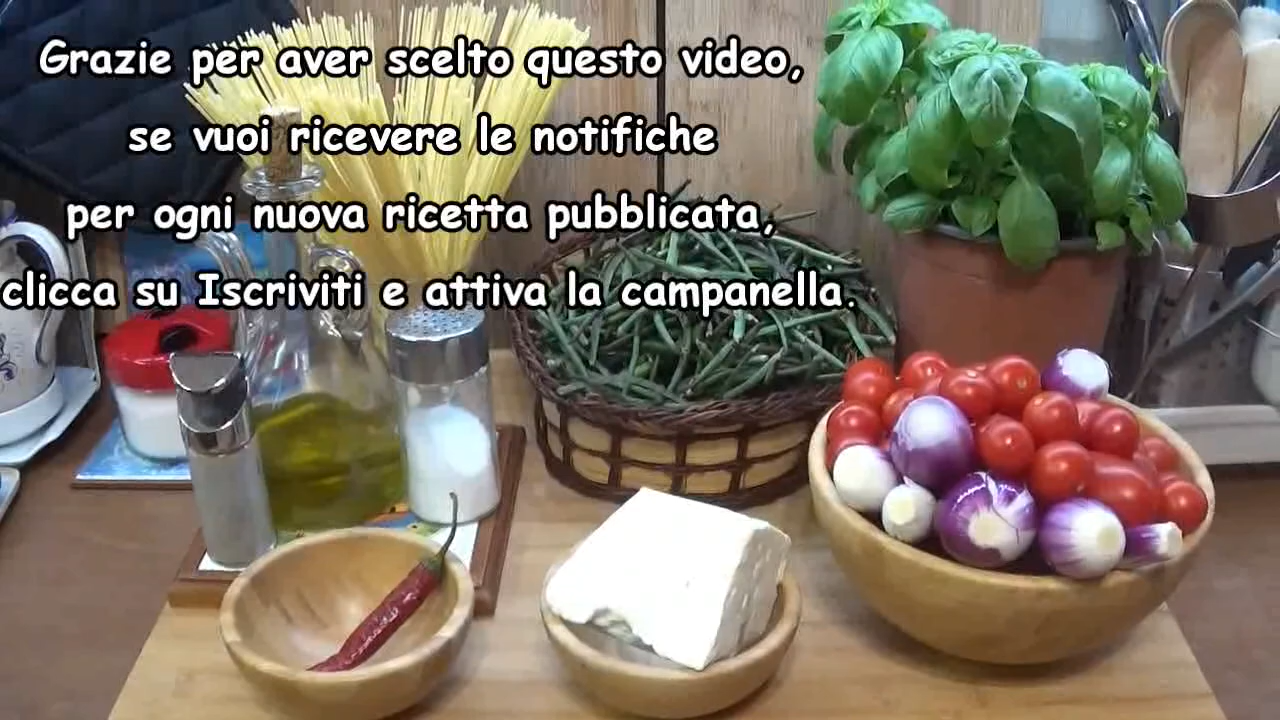 Grazie per aver scelto questo video,
se vuoi ricevere le notifiche
per ogni nuova ricetta pubblicata,
clicca su Iscriviti e attiva la campanella.